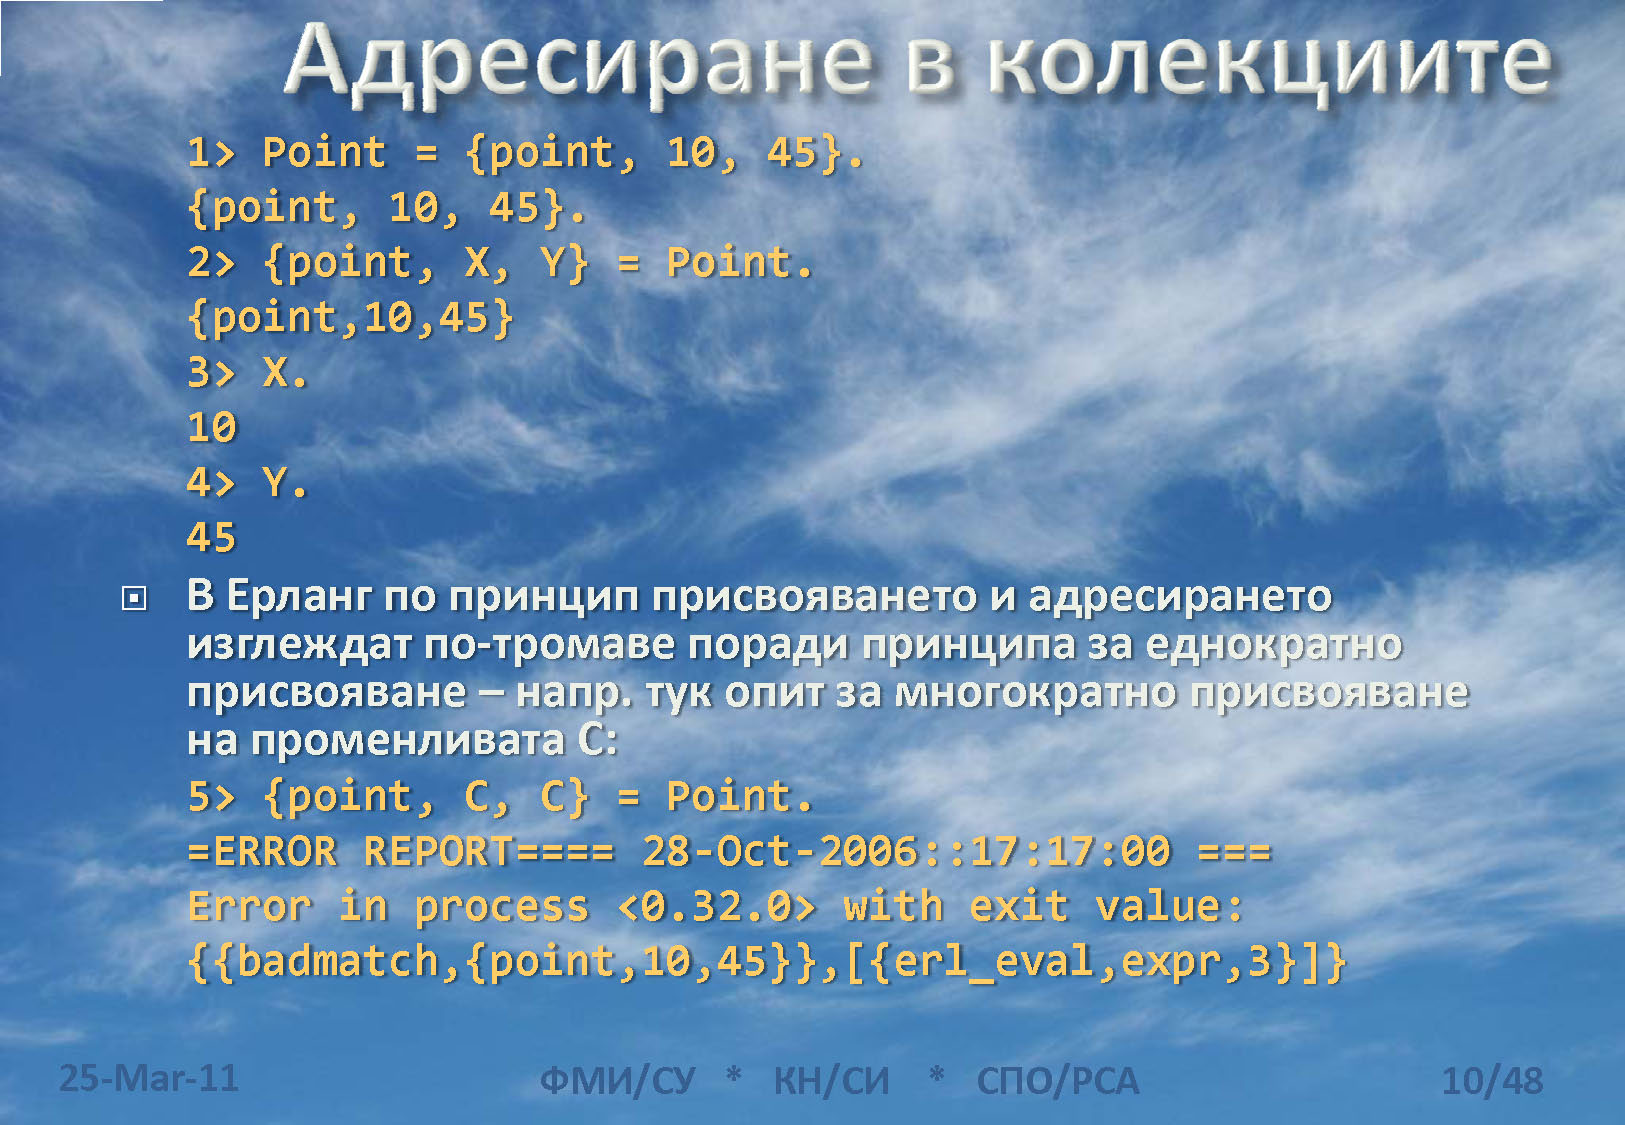 Адресиране в колекциите
1> Point = {point, 10, 45}.
{point, 10, 45}.
2> {point, X, Y} = Point.
{point,10,45}
3> X.
10
4> Y.
45
В Ерланг по принцип присвояването и адресирането
изглеждат по-тромаве поради принципа за еднократно
присвояване – напр. тук опит за многократно присвояване
на променливата С:
5> {point, C, C} = Point.
=ERROR REPORT==== 28-Oct-2006::17:17:00 ===
Error in process <0.32.0> with exit value:
{{badmatch,{point,10,45}},[{erl_eval,expr,3}]}
25-Mar-11 ФМИ/СУ * КН/СИ * СПО/РСА 10/48